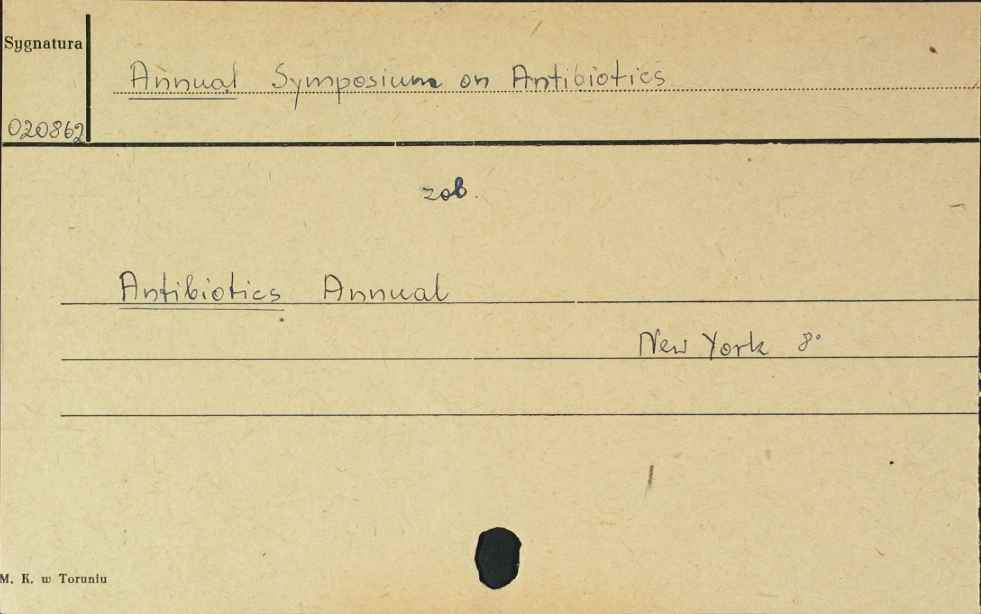 Sygnatura
Annual Symposium on Antibiotics
020862
zob.
Antibiotics Annual
New York 8°
M. K. w Toruniu